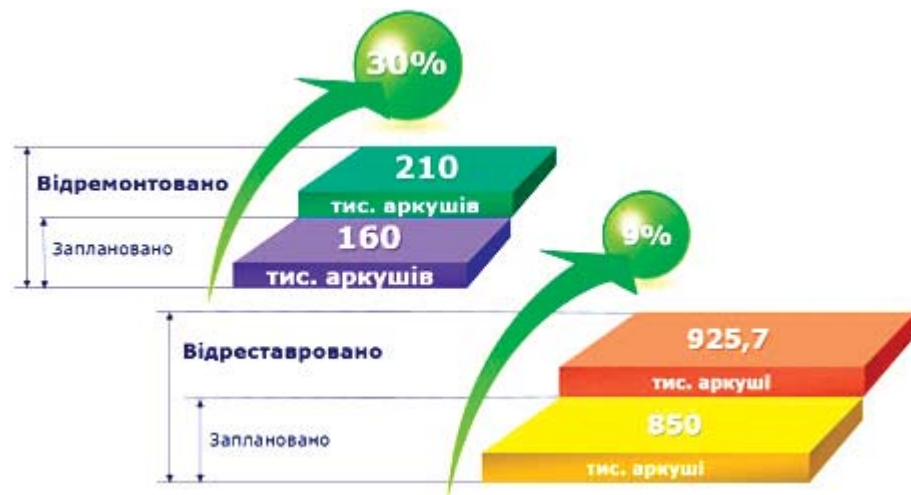 30%
210
тис. аркушів
Відремонтовано
160
тис. аркушів
Заплановано
9%
925,7
тис. аркуші
Відреставровано
850
тис. аркуші
Заплановано